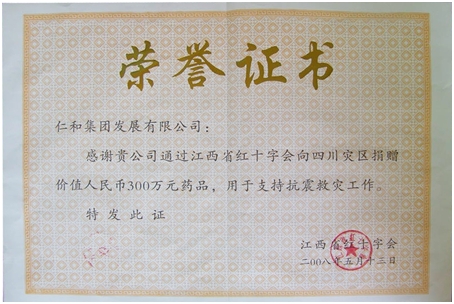 荣誉证书
仁和集团发展有限公司：
感谢贵公司通过江西省红十字会向四川灾区捐赠
价值人民币300万元药品，用于支持抗震救灾工作。
特发此证
江西省红十字会
二00八年五月十三日